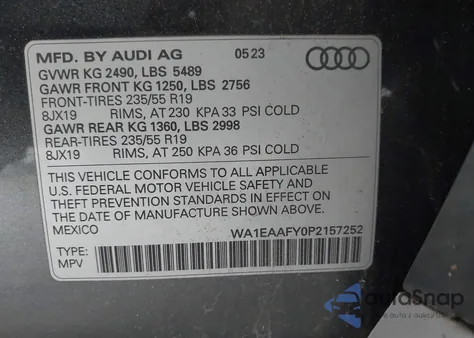 MFD. BY AUDI AG 05 23
GVWR KG 2490, LBS 5489
GAWR FRONT KG 1250, LBS 2756
FRONT-TIRES 235/55 R19
8JX19 RIMS, AT 230 KPA 33 PSI COLD
GAWR REAR KG 1360, LBS 2998
REAR-TIRES 235/55 R19
8JX19 RIMS, AT 250 KPA 36 PSI COLD
THIS VEHICLE CONFORMS TO ALL APPLICABLE
U.S. FEDERAL MOTOR VEHICLE SAFETY AND
THEFT PREVENTION STANDARDS IN EFFECT ON
THE DATE OF MANUFACTURE SHOWN ABOVE.
MEXICO WA1EAAFY0P2157252
TYPE:
MPV
autaSnap